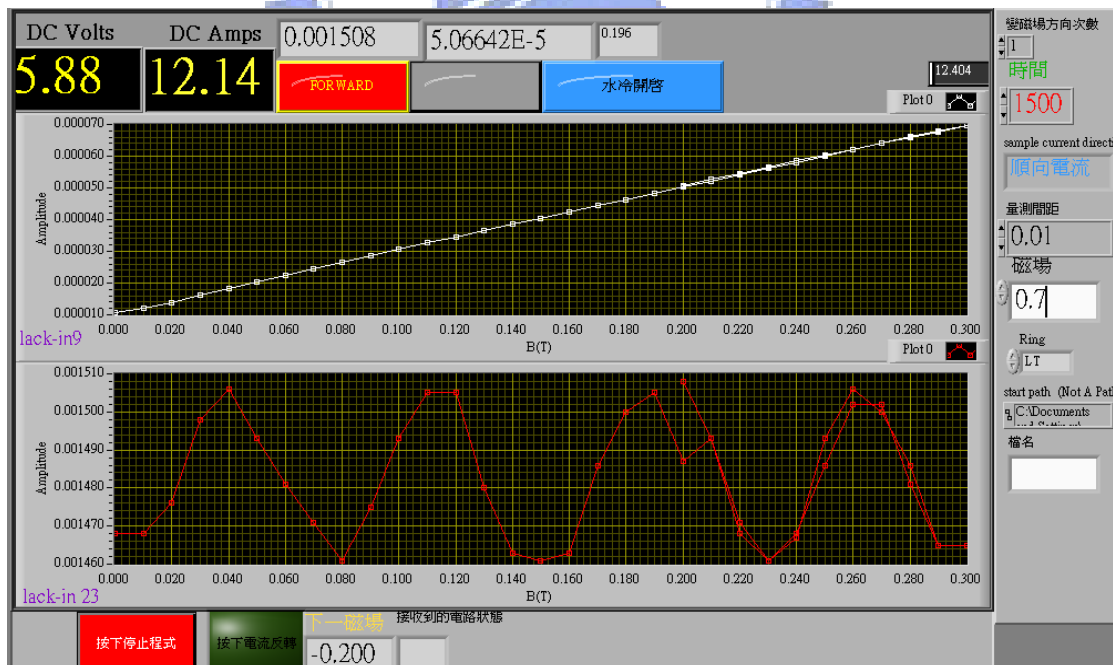 DC Volts
DC Amps
0.001508
5.06642E-5
0.196
5.88
12.14
FORWARD
水冷開啓
12.404
Plot 0
0.000070
0.000060
0.000050
0.000040
0.000030
0.000020
0.000010
Amplitude
0.000 0.020 0.040 0.060 0.080 0.100 0.120 0.140 0.160 0.180 0.200 0.220 0.240 0.260 0.280 0.300
B(T)
lack-in9
Plot 0
0.001510
0.001500
0.001490
0.001480
0.001470
0.001460
Amplitude
0.000 0.020 0.040 0.060 0.080 0.100 0.120 0.140 0.160 0.180 0.200 0.220 0.240 0.260 0.280 0.300
B(T)
lack-in 23
按下停止程式
按下電流反轉
下一磁場
-0.200
接收到的電路狀態
變磁場方向次數
1
時間
1500
sample current directi
順向電流
量測間距
0.01
磁場
0.7
Ring
LT
start path (Not A Path
C:\Documents
檔名